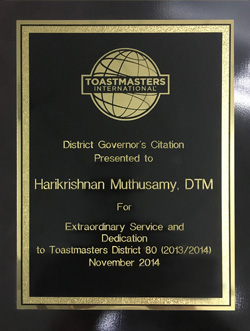 TOASTMASTERS
INTERNATIONAL
District Governor's Citation
Presented to
Harikrishnan Muthusamy, DTM
For
Extraordinary Service and
Dedication
to Toastmasters District 80 (2013/2014)
November 2014